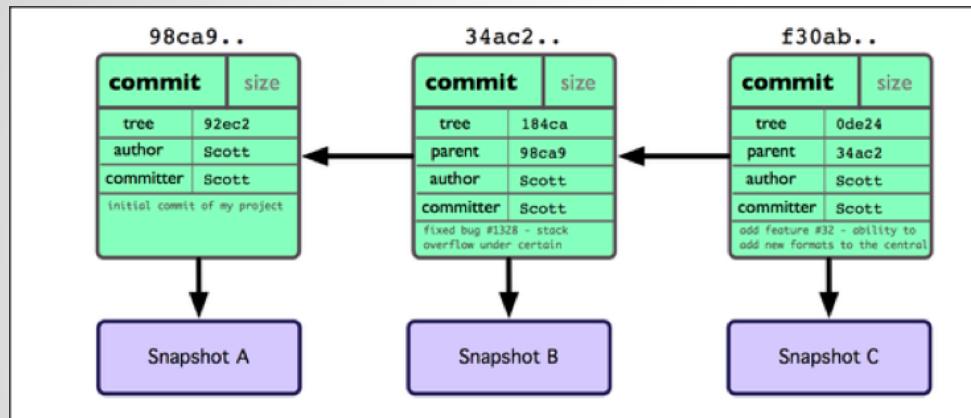 98ca9..
34ac2..
f30ab..
commit size
tree 92ec2
author Scott
committer Scott
initial commit of my project
commit size
tree 184ca
parent 98ca9
author Scott
committer Scott
fixed bug #1328 - stack
overflow under certain
commit size
tree 0de24
parent 34ac2
author Scott
committer Scott
add feature #32 - ability to
add new formats to the central
Snapshot A
Snapshot B
Snapshot C